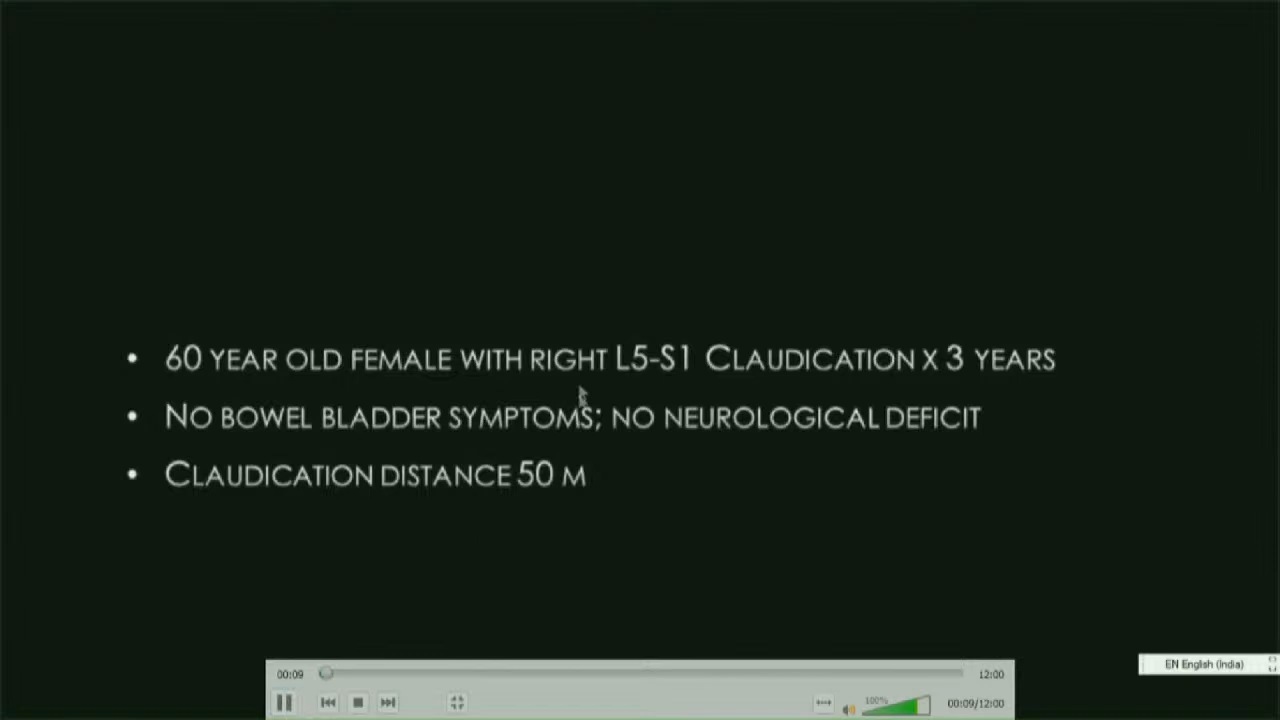 • 60 YEAR OLD FEMALE WITH RIGHT L5-S1 CLAUDICATION X 3 YEARS
• NO BOWEL BLADDER SYMPTOMS; NO NEUROLOGICAL DEFICIT
• CLAUDICATION DISTANCE 50 M
EN English (India)
00:09
12:00
100%
00:09/12:00